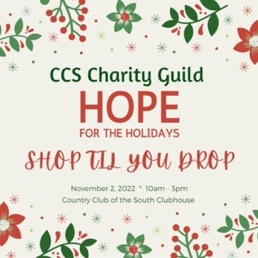 CCS Charity Guild
HOPE
FOR THE HOLIDAYS
SHOP TIL YOU DROP
November 2, 2022 * 10am - 3pm
Country Club of the South Clubhouse